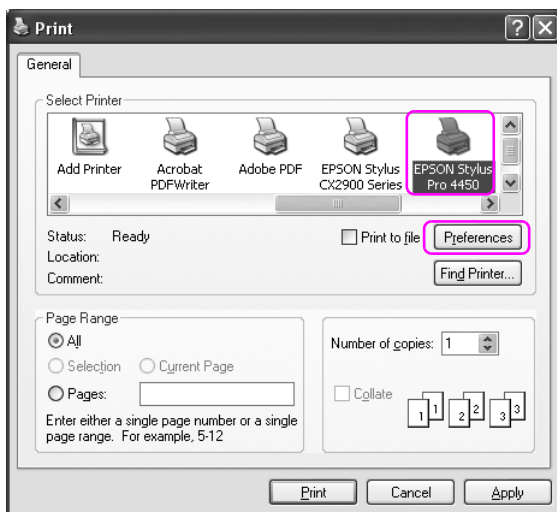 Print
General
Select Printer
Add Printer
Acrobat
PDFWriter
Adobe PDF
EPSON Stylus
CX2900 Series
EPSON Stylus
Pro 4450
Status: Ready
Print to file
Preferences
Location:
Comment:
Find Printer...
Page Range
All
Selection Current Page
Pages:
Enter either a single page number or a single
page range. For example, 5-12
Number of copies: 1
Collate
1 1 2 2 3 3
Print Cancel Apply